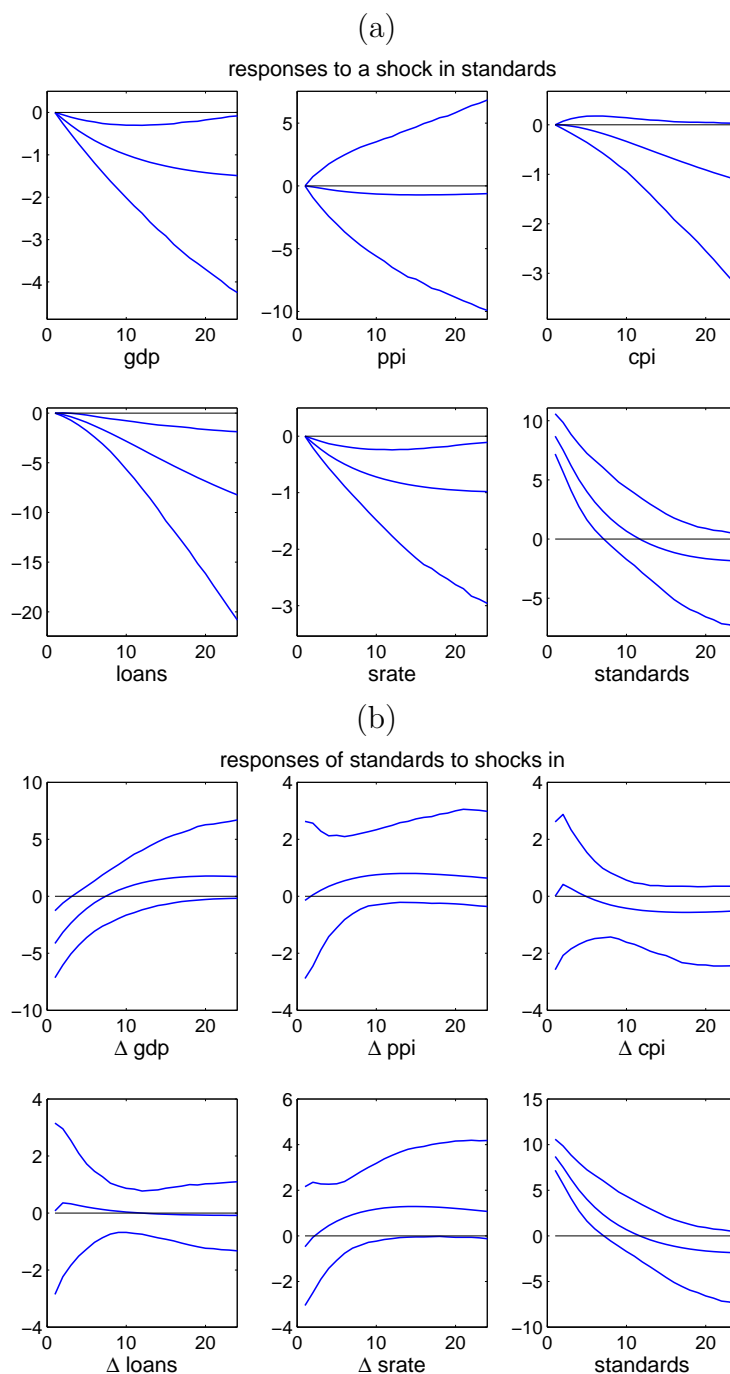 (a)
responses to a shock in standards
0
−1
−2
−3
−4
0 10 20
gdp
5
0
−5
−10
0 10 20
ppi
0
−1
−2
−3
0 10 20
cpi
0
−5
−10
−15
−20
0 10 20
loans
0
−1
−2
−3
0 10 20
srate
10
5
0
−5
0 10 20
standards
(b)
responses of standards to shocks in
10
5
0
−5
−10
0 10 20
Δ gdp
4
2
0
−2
−4
0 10 20
Δ ppi
4
2
0
−2
−4
0 10 20
Δ cpi
4
2
0
−2
−4
0 10 20
Δ loans
6
4
2
0
−2
−4
0 10 20
Δ srate
15
10
5
0
−5
−10
0 10 20
standards